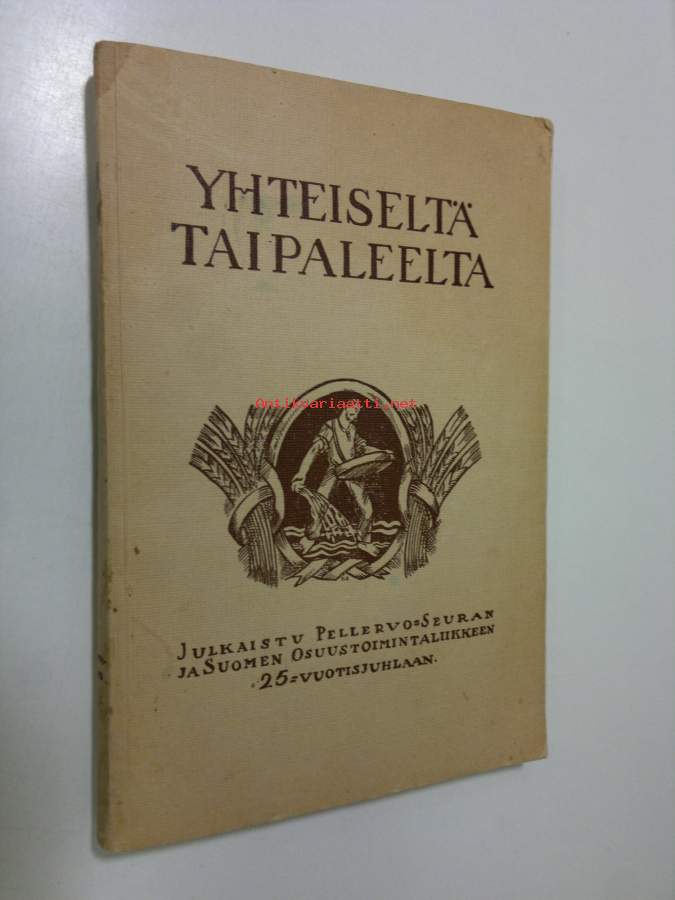 YHTEISELTÄ
TAIPALEELTA
Antikvariaatti.net
JULKAISTU PELLERVO=SEURAN
JA SUOMEN OSUUSTOIMINTALIIKKEEN
25=VUOTISJUHLAAN.